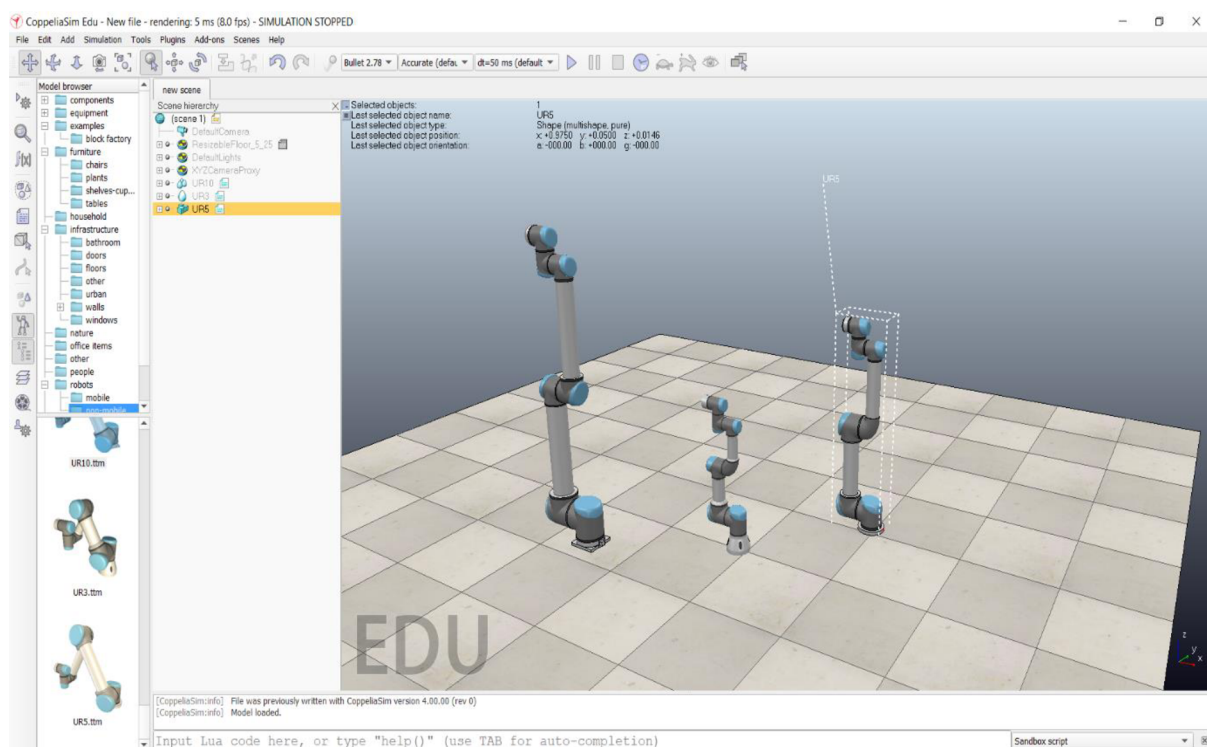 CoppeliaSim Edu - New file - rendering: 5 ms (8.0 fps) - SIMULATION STOPPED
File Edit Add Simulation Tools Plugins Add-ons Scenes Help
Bullet 2.78 Accurate (defau dt=50 ms (default
Model browser
components
equipment
examples
block factory
furniture
chairs
plants
shelves-cup...
tables
household
infrastructure
bathroom
doors
floors
other
urban
walls
windows
nature
office items
other
people
robots
mobile
non-mobile
UR10.ttm
UR3.ttm
UR5.ttm
new scene
Scene hierarchy
(scene 1)
DefaultCamera
ResizableFloor_5_25
DefaultLights
XYZCameraProxy
UR10
UR3
UR5
Selected objects: 1
Last selected object name: UR5
Last selected object type: Shape (multishape, pure)
Last selected object position: x: +0.9750 y: +0.0500 z: +0.0146
Last selected object orientation: a: -000.00 b: +000.00 g: -000.00
UR5
EDU
z
y
x
[CoppeliaSim:info] File was previously written with CoppeliaSim version 4.00.00 (rev 0)
[CoppeliaSim:info] Model loaded.
Input Lua code here, or type "help()" (use TAB for auto-completion)
Sandbox script